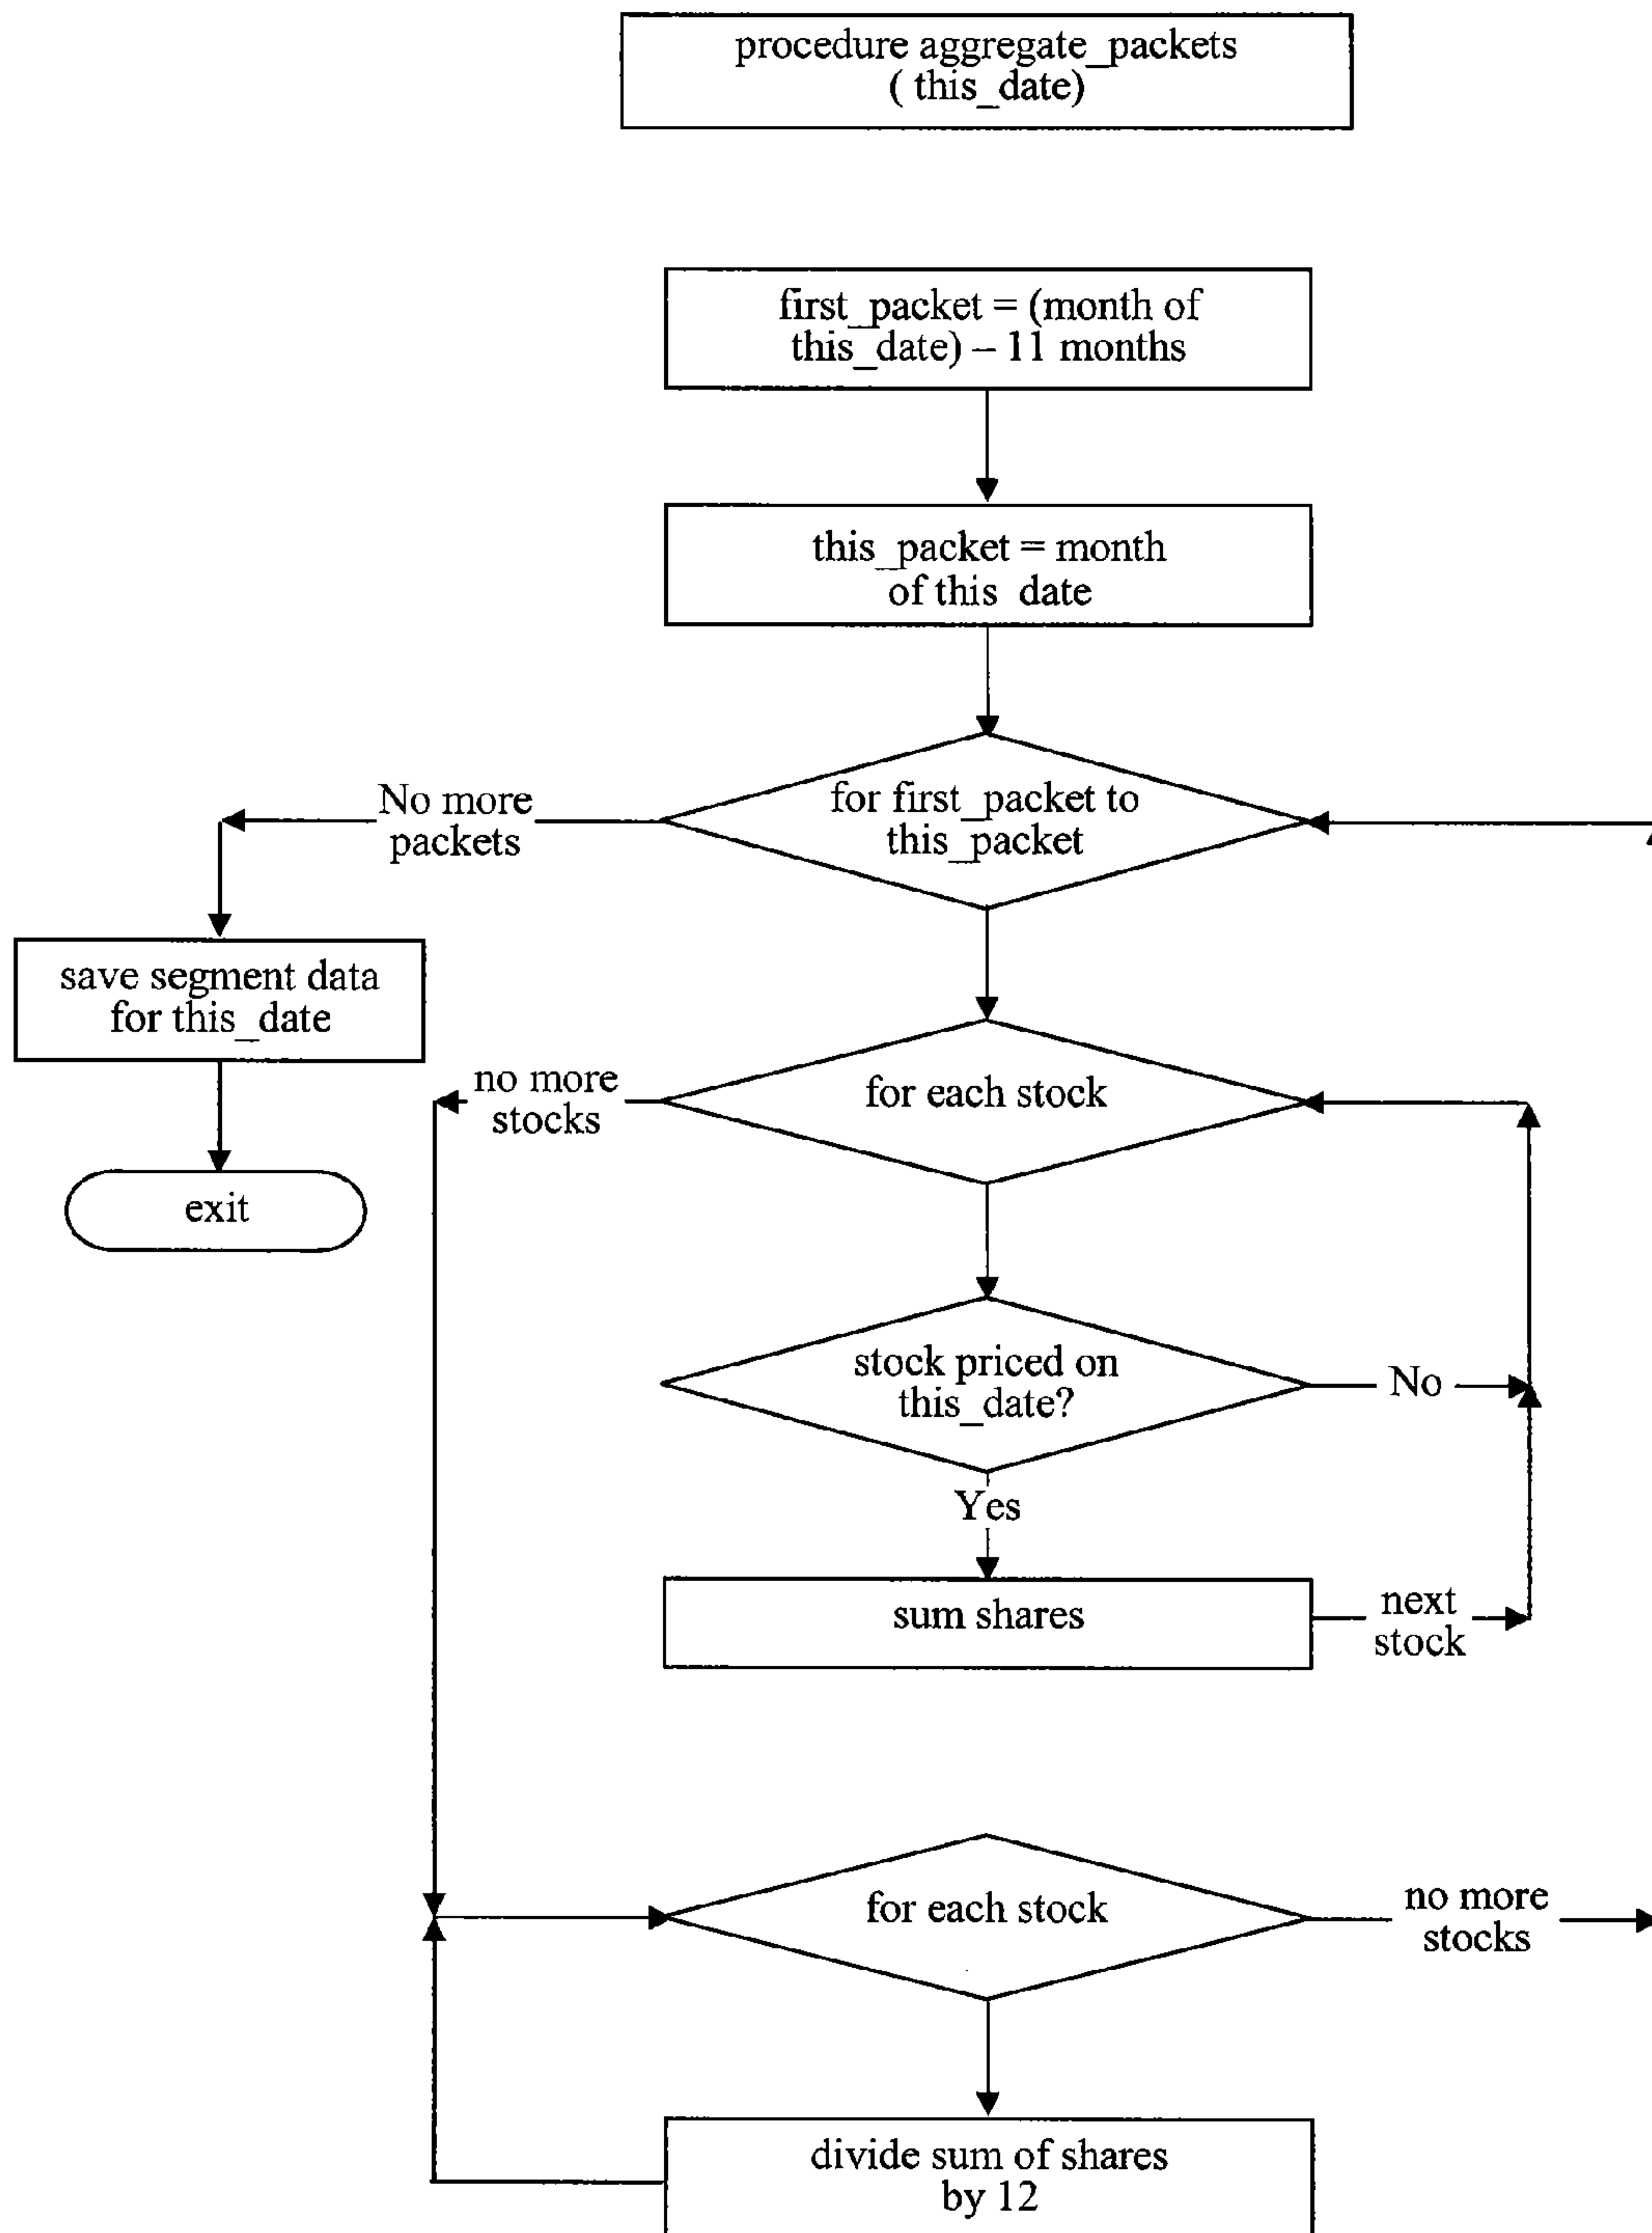 procedure aggregate_packets
( this_date)
first_packet = (month of
this_date) – 11 months
this_packet = month
of this_date
for first_packet to
this_packet
No more
packets
save segment data
for this_date
exit
for each stock
no more
stocks
stock priced on
this_date?
No
Yes
sum shares
next
stock
for each stock
no more
stocks
divide sum of shares
by 12